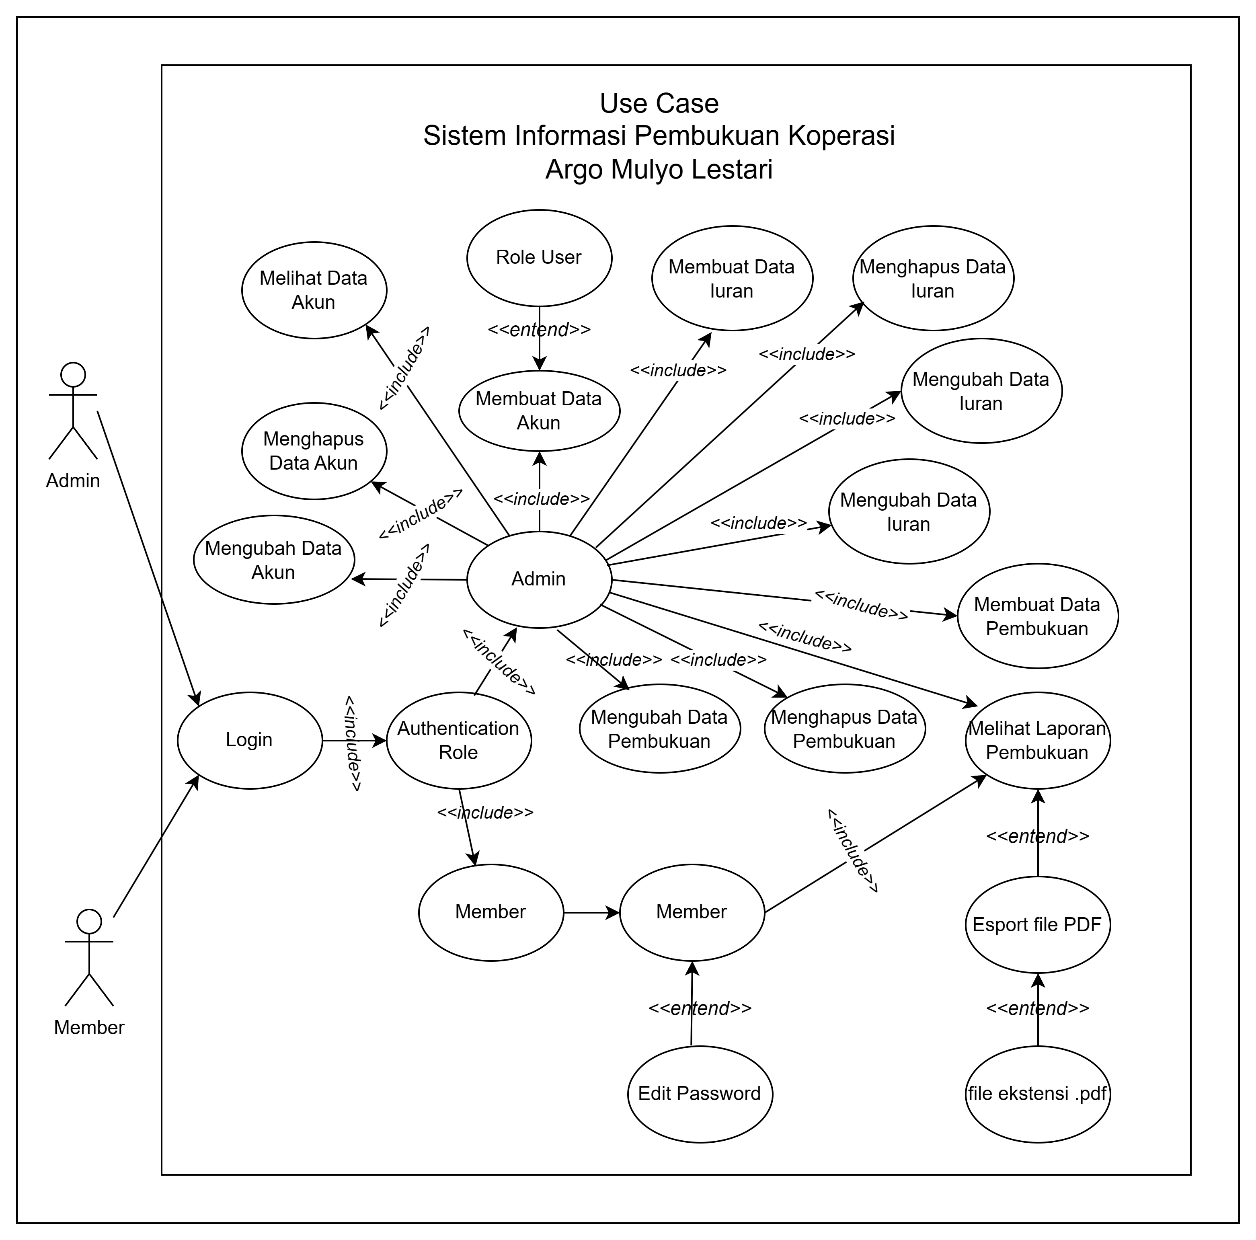 Use Case
Sistem Informasi Pembukuan Koperasi
Argo Mulyo Lestari
Role User
Melihat Data
Akun
Membuat Data
Iuran
Menghapus Data
Iuran
<<entend>>
<<include>>
<<include>>
<<include>>
Mengubah Data
Iuran
Membuat Data
Akun
<<include>>
Menghapus
Data Akun
Admin
<<include>>
<<include>>
Mengubah Data
Iuran
<<include>>
Mengubah Data
Akun
<<include>>
Admin
<<include>>
Membuat Data
Pembukuan
<<include>>
<<include>>
<<include>>
<<include>>
Login
<<include>>
Authentication
Role
Mengubah Data
Pembukuan
Menghapus Data
Pembukuan
Melihat Laporan
Pembukuan
<<include>>
<<include>>
<<entend>>
Member
Member
Esport file PDF
Member
<<entend>>
<<entend>>
Edit Password
file ekstensi .pdf